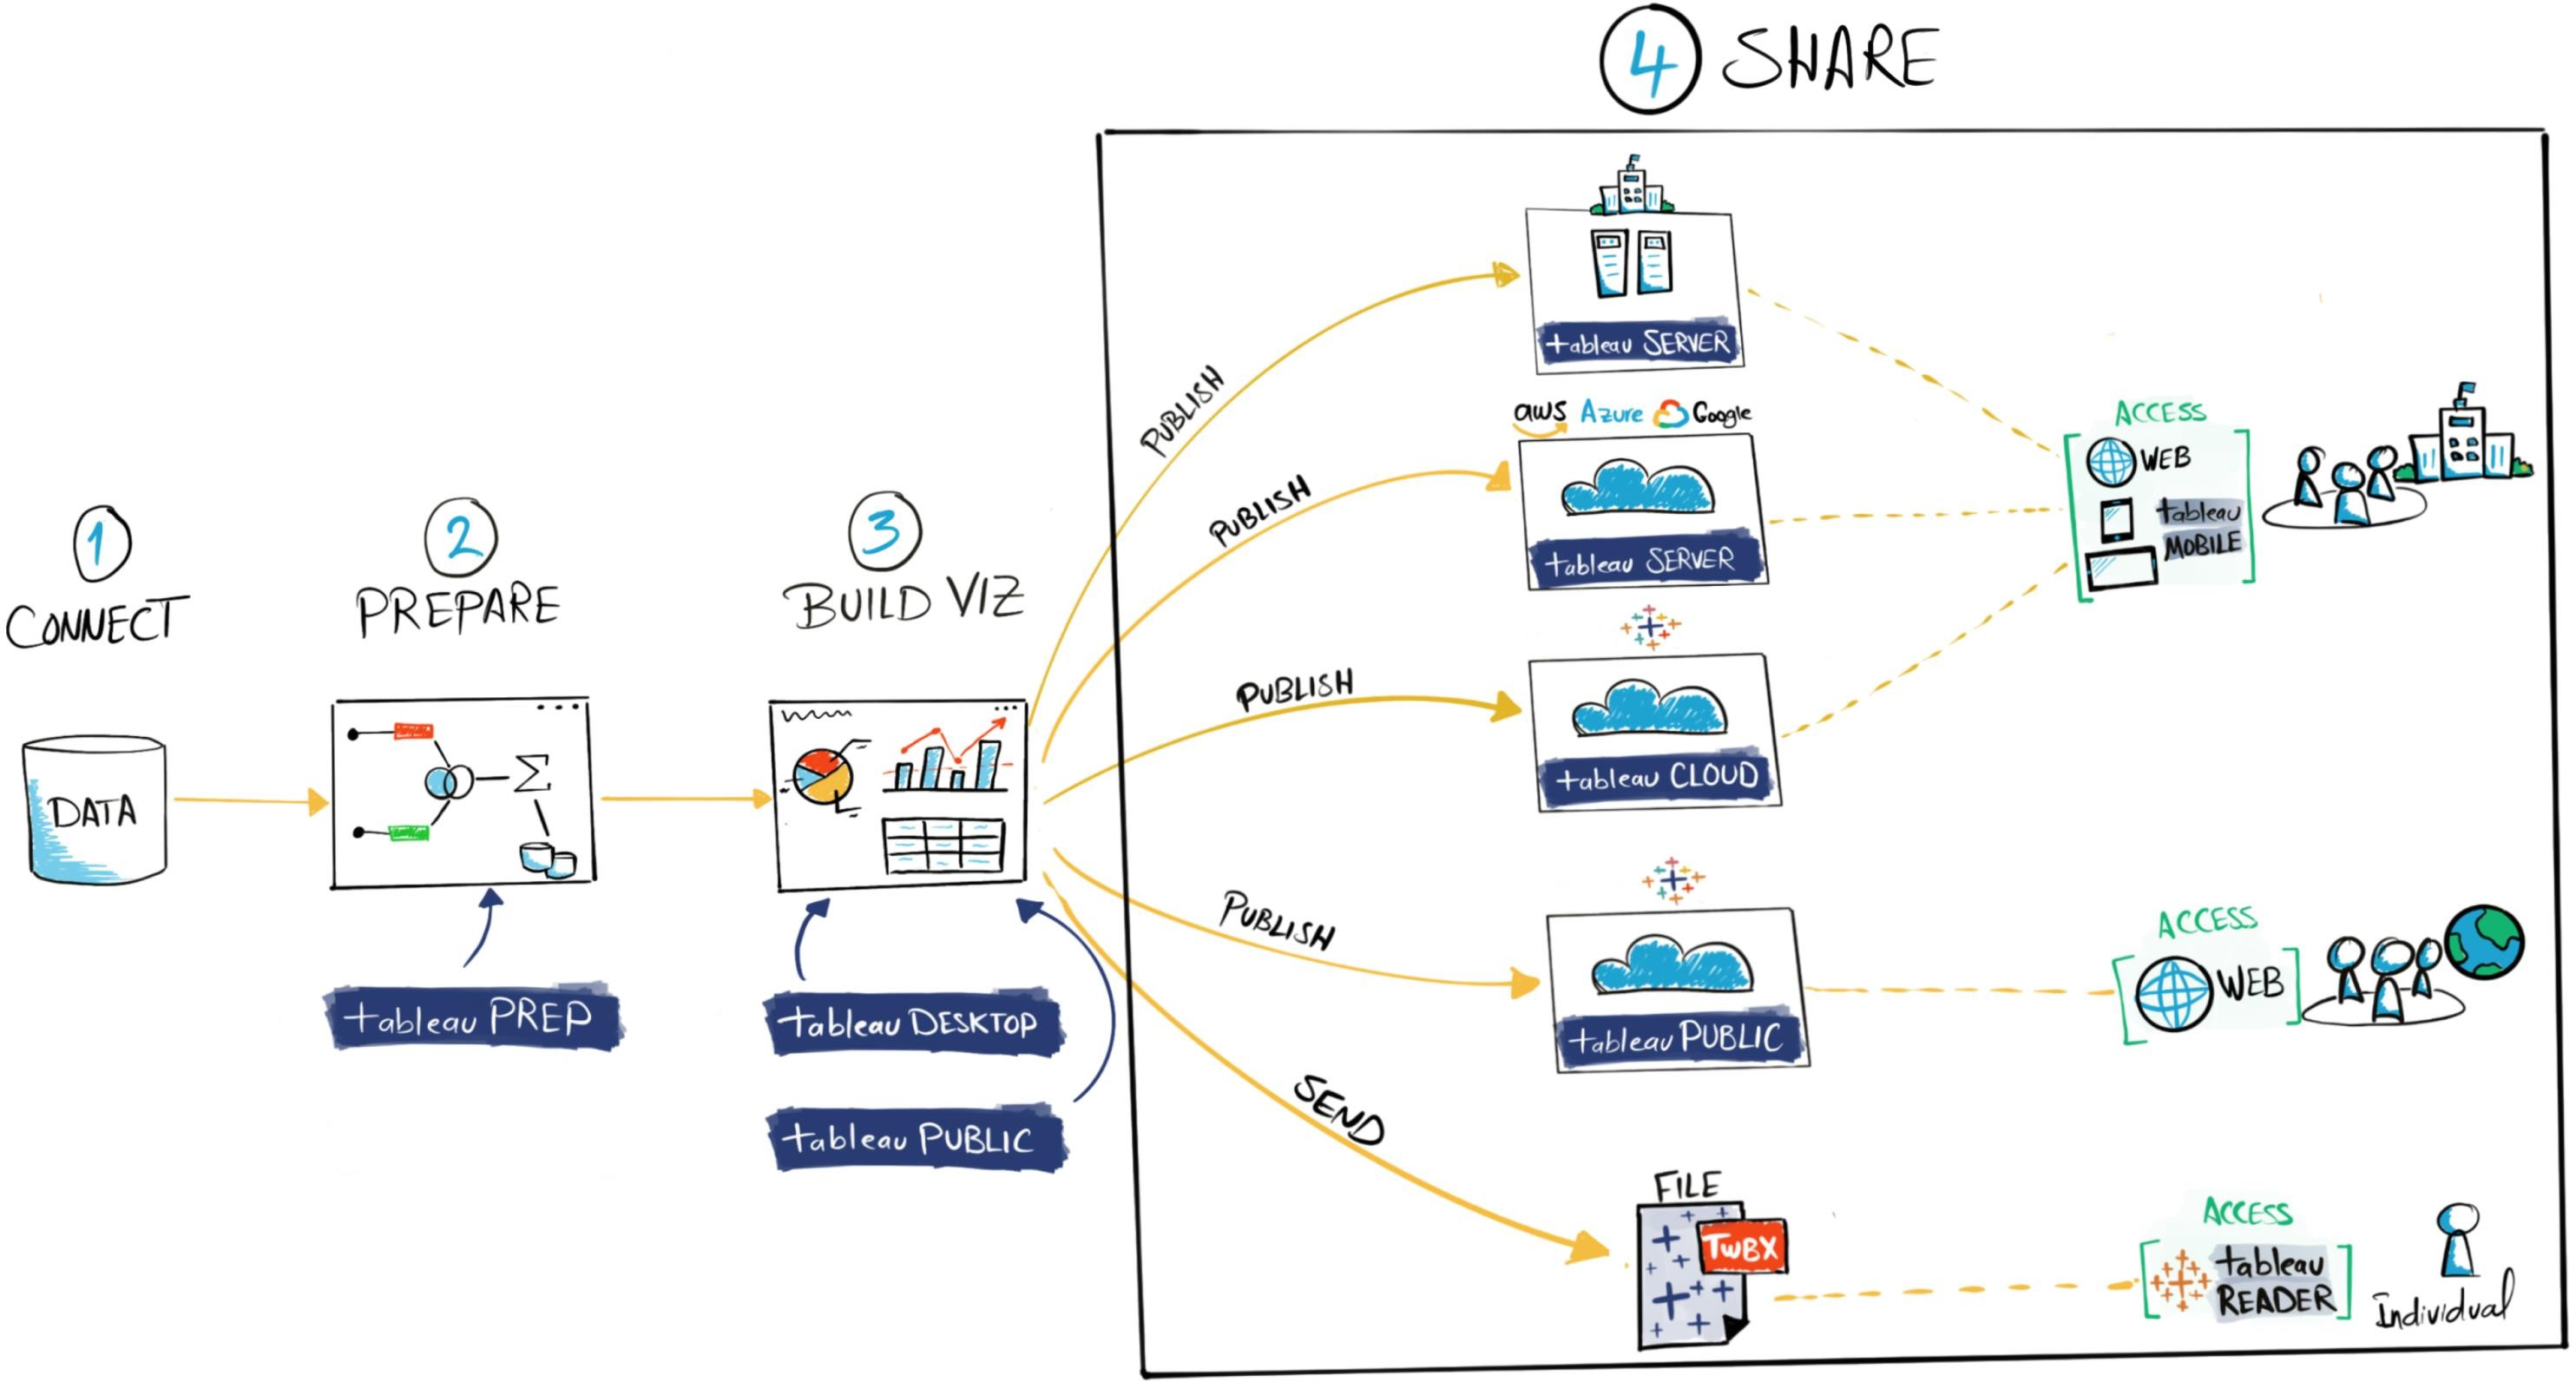 4 SHARE
1
CONNECT
2
PREPARE
3
BUILD VIZ
DATA
tableau PREP
tableau DESKTOP
tableau PUBLIC
PUBLISH
PUBLISH
PUBLISH
PUBLISH
SEND
tableau SERVER
aws Azure Google
tableau SERVER
tableau CLOUD
tableau PUBLIC
FILE
TWBX
ACCESS
WEB
tableau
MOBILE
ACCESS
WEB
ACCESS
tableau
READER
Individual